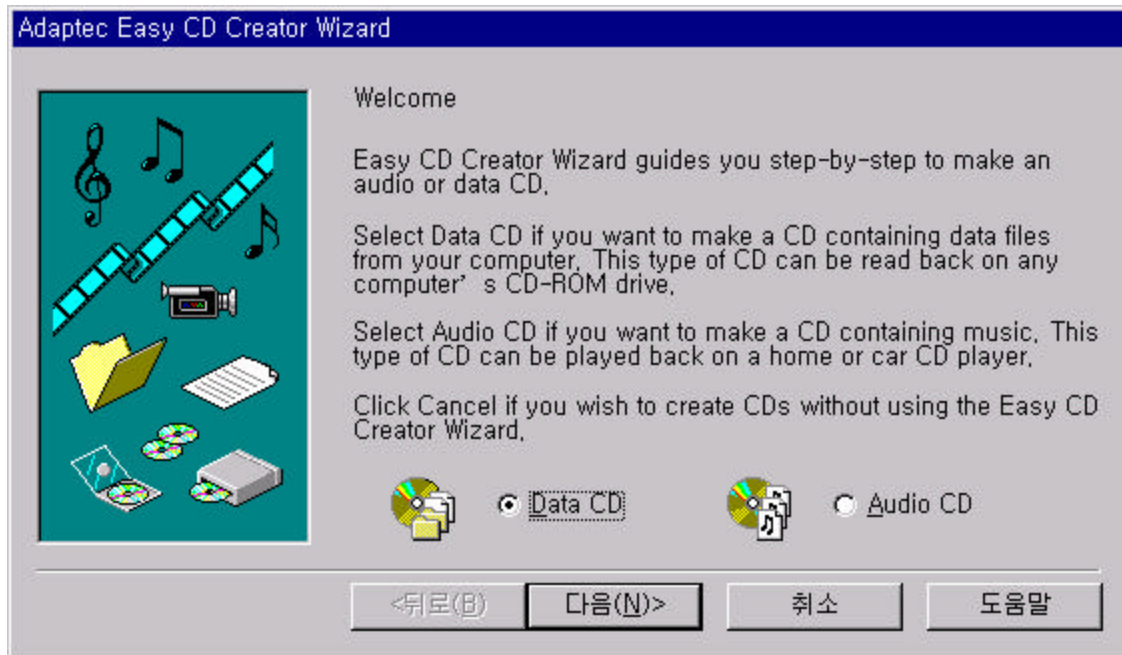 Adaptec Easy CD Creator Wizard
Welcome
Easy CD Creator Wizard guides you step-by-step to make an
audio or data CD.
Select Data CD if you want to make a CD containing data files
from your computer. This type of CD can be read back on any
computer’ s CD-ROM drive.
Select Audio CD if you want to make a CD containing music. This
type of CD can be played back on a home or car CD player.
Click Cancel if you wish to create CDs without using the Easy CD
Creator Wizard.
Data CD
Audio CD
<뒤로(B)
다음(N)>
취소
도움말